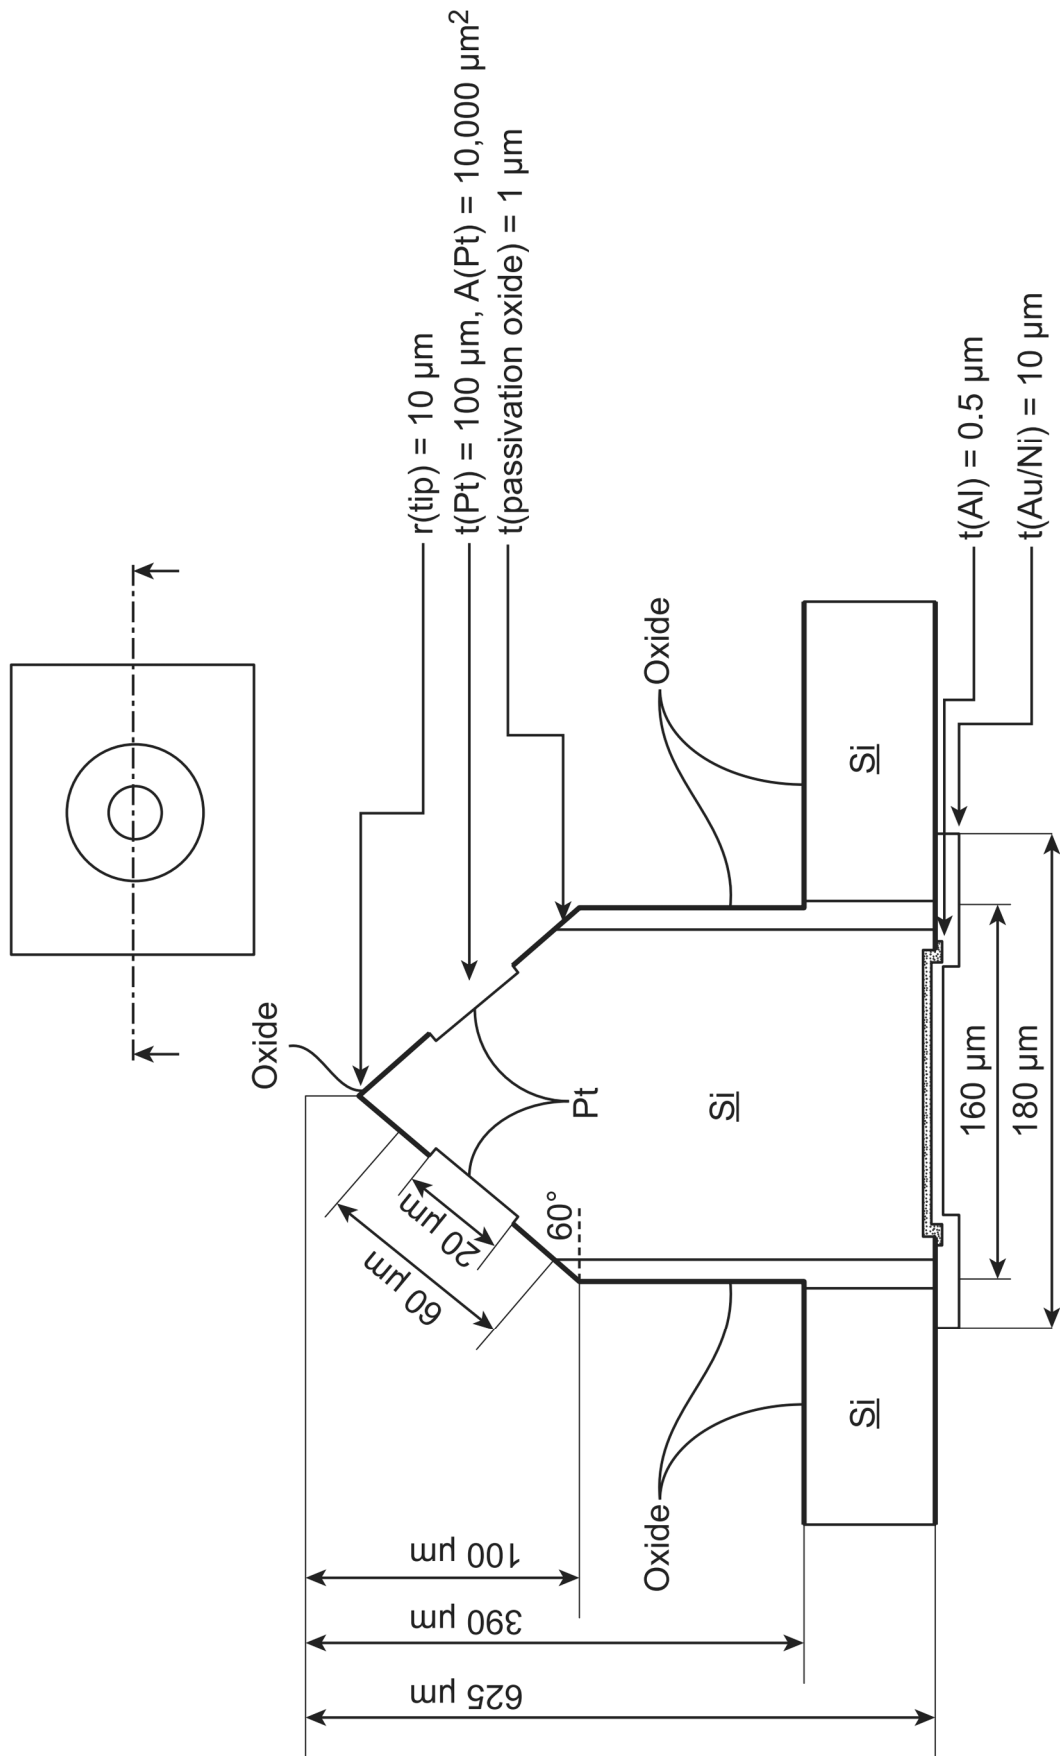 r(tip) = 10 µm
t(Pt) = 100 µm, A(Pt) = 10,000 µm²
t(passivation oxide) = 1 µm
Oxide
Oxide
Pt
Si
60°
20 µm
60 µm
Si
Si
Oxide
t(Al) = 0.5 µm
t(Au/Ni) = 10 µm
160 µm
180 µm
100 µm
390 µm
625 µm